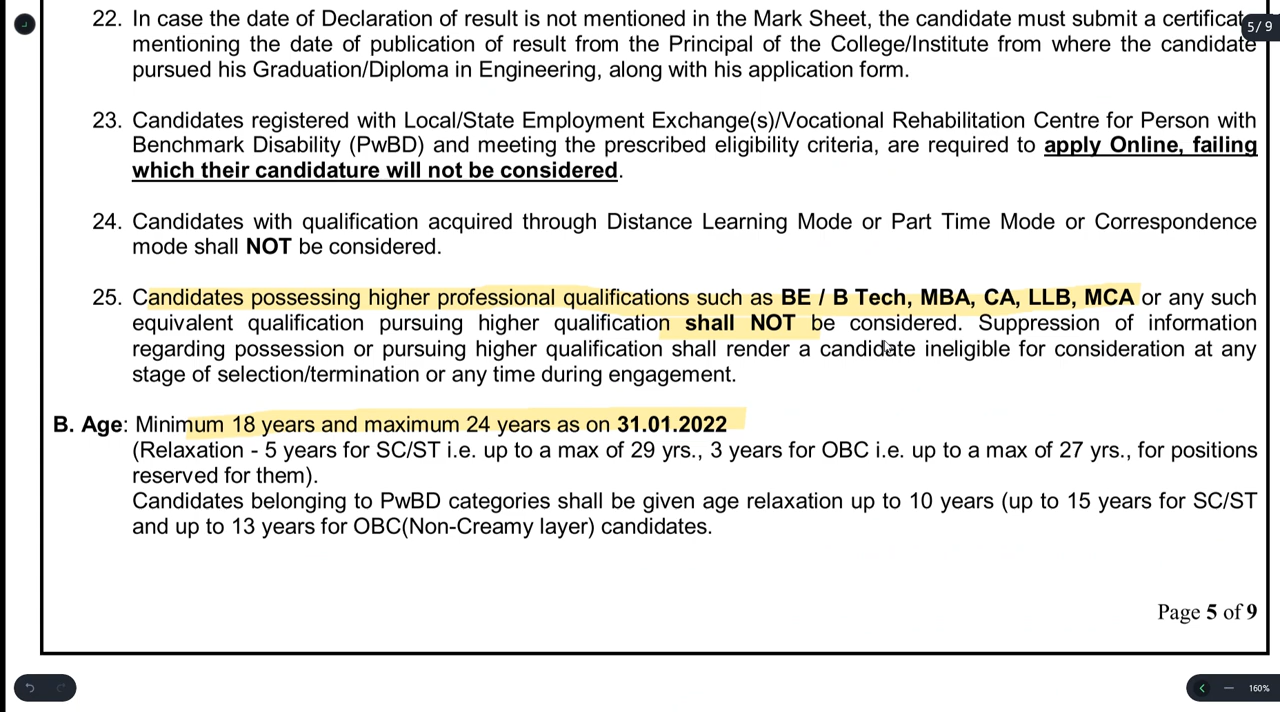 22. In case the date of Declaration of result is not mentioned in the Mark Sheet, the candidate must submit a
mentioning the date of publication of result from the Principal of the College/Institute from where the candidate
pursued his Graduation/Diploma in Engineering, along with his application form.
5/9
23. Candidates registered with Local/State Employment Exchange(s)/Vocational Rehabilitation Centre for Person with
Benchmark Disability (PwBD) and meeting the prescribed eligibility criteria, are required to apply Online, failing
which their candidature will not be considered.
24. Candidates with qualification acquired through Distance Learning Mode or Part Time Mode or Correspondence
mode shall NOT be considered.
25. Candidates possessing higher professional qualifications such as BE / B Tech, MBA, CA, LLB, MCA or any such
equivalent qualification pursuing higher qualification shall NOT be considered. Suppression of information
regarding possession or pursuing higher qualification shall render a candidate ineligible for consideration at any
stage of selection/termination or any time during engagement.
B. Age: Minimum 18 years and maximum 24 years as on 31.01.2022
(Relaxation - 5 years for SC/ST i.e. up to a max of 29 yrs., 3 years for OBC i.e. up to a max of 27 yrs., for positions
reserved for them).
Candidates belonging to PwBD categories shall be given age relaxation up to 10 years (up to 15 years for SC/ST
and up to 13 years for OBC(Non-Creamy layer) candidates.
Page 5 of 9
160%